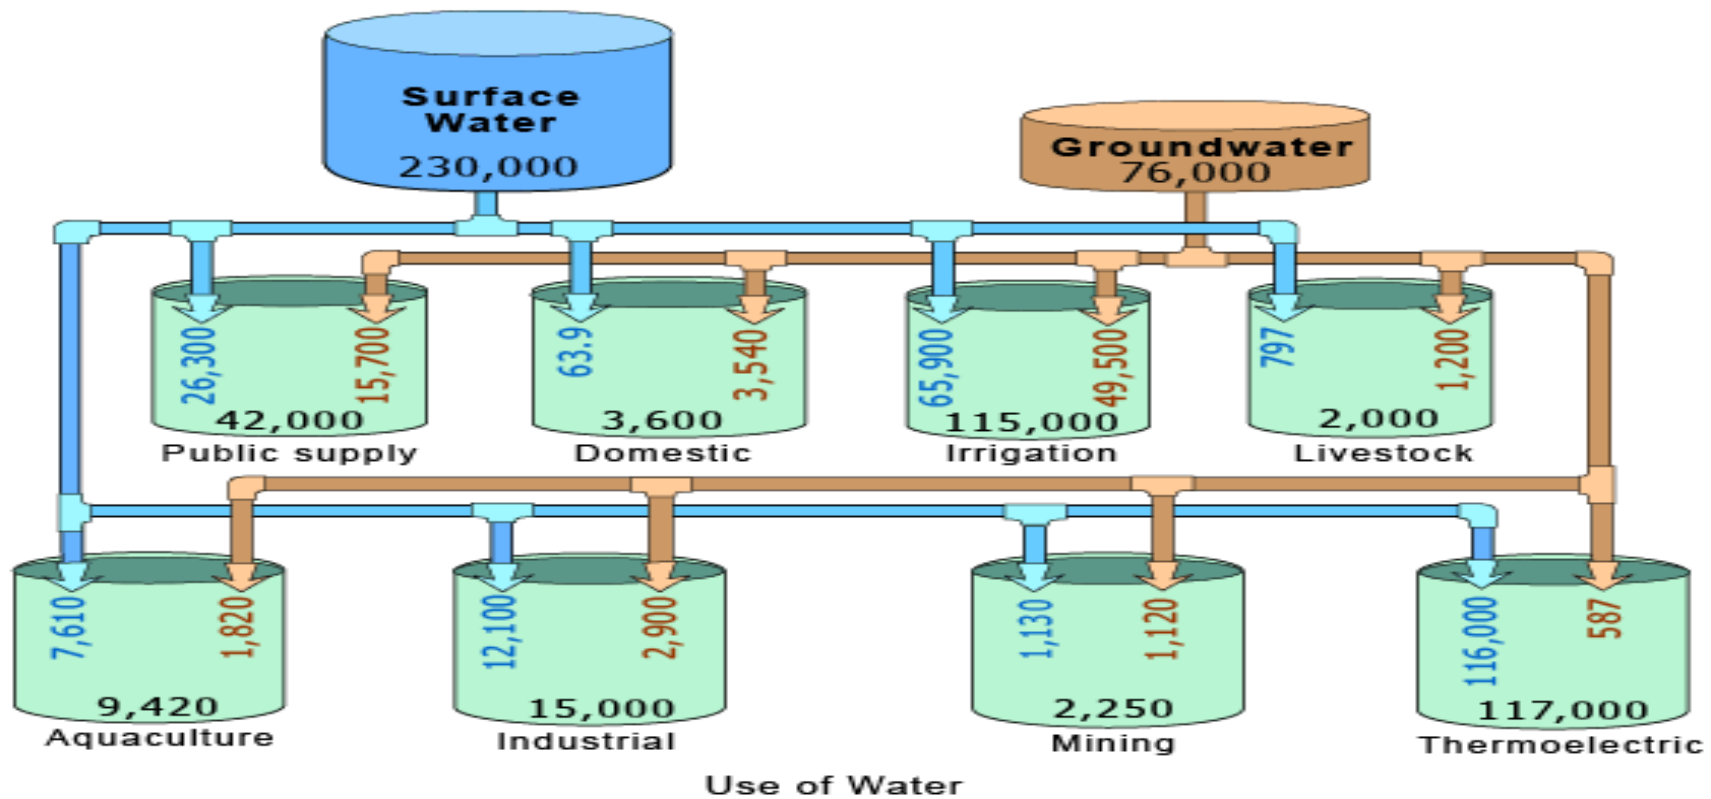 Surface
Water
230,000
Groundwater
76,000
26,300
15,700
42,000
Public supply
63.9
3,540
3,600
Domestic
65,900
49,500
115,000
Irrigation
797
1,200
2,000
Livestock
7,610
1,820
9,420
Aquaculture
12,100
2,900
15,000
Industrial
1,130
1,120
2,250
Mining
116,000
587
117,000
Thermoelectric
Use of Water